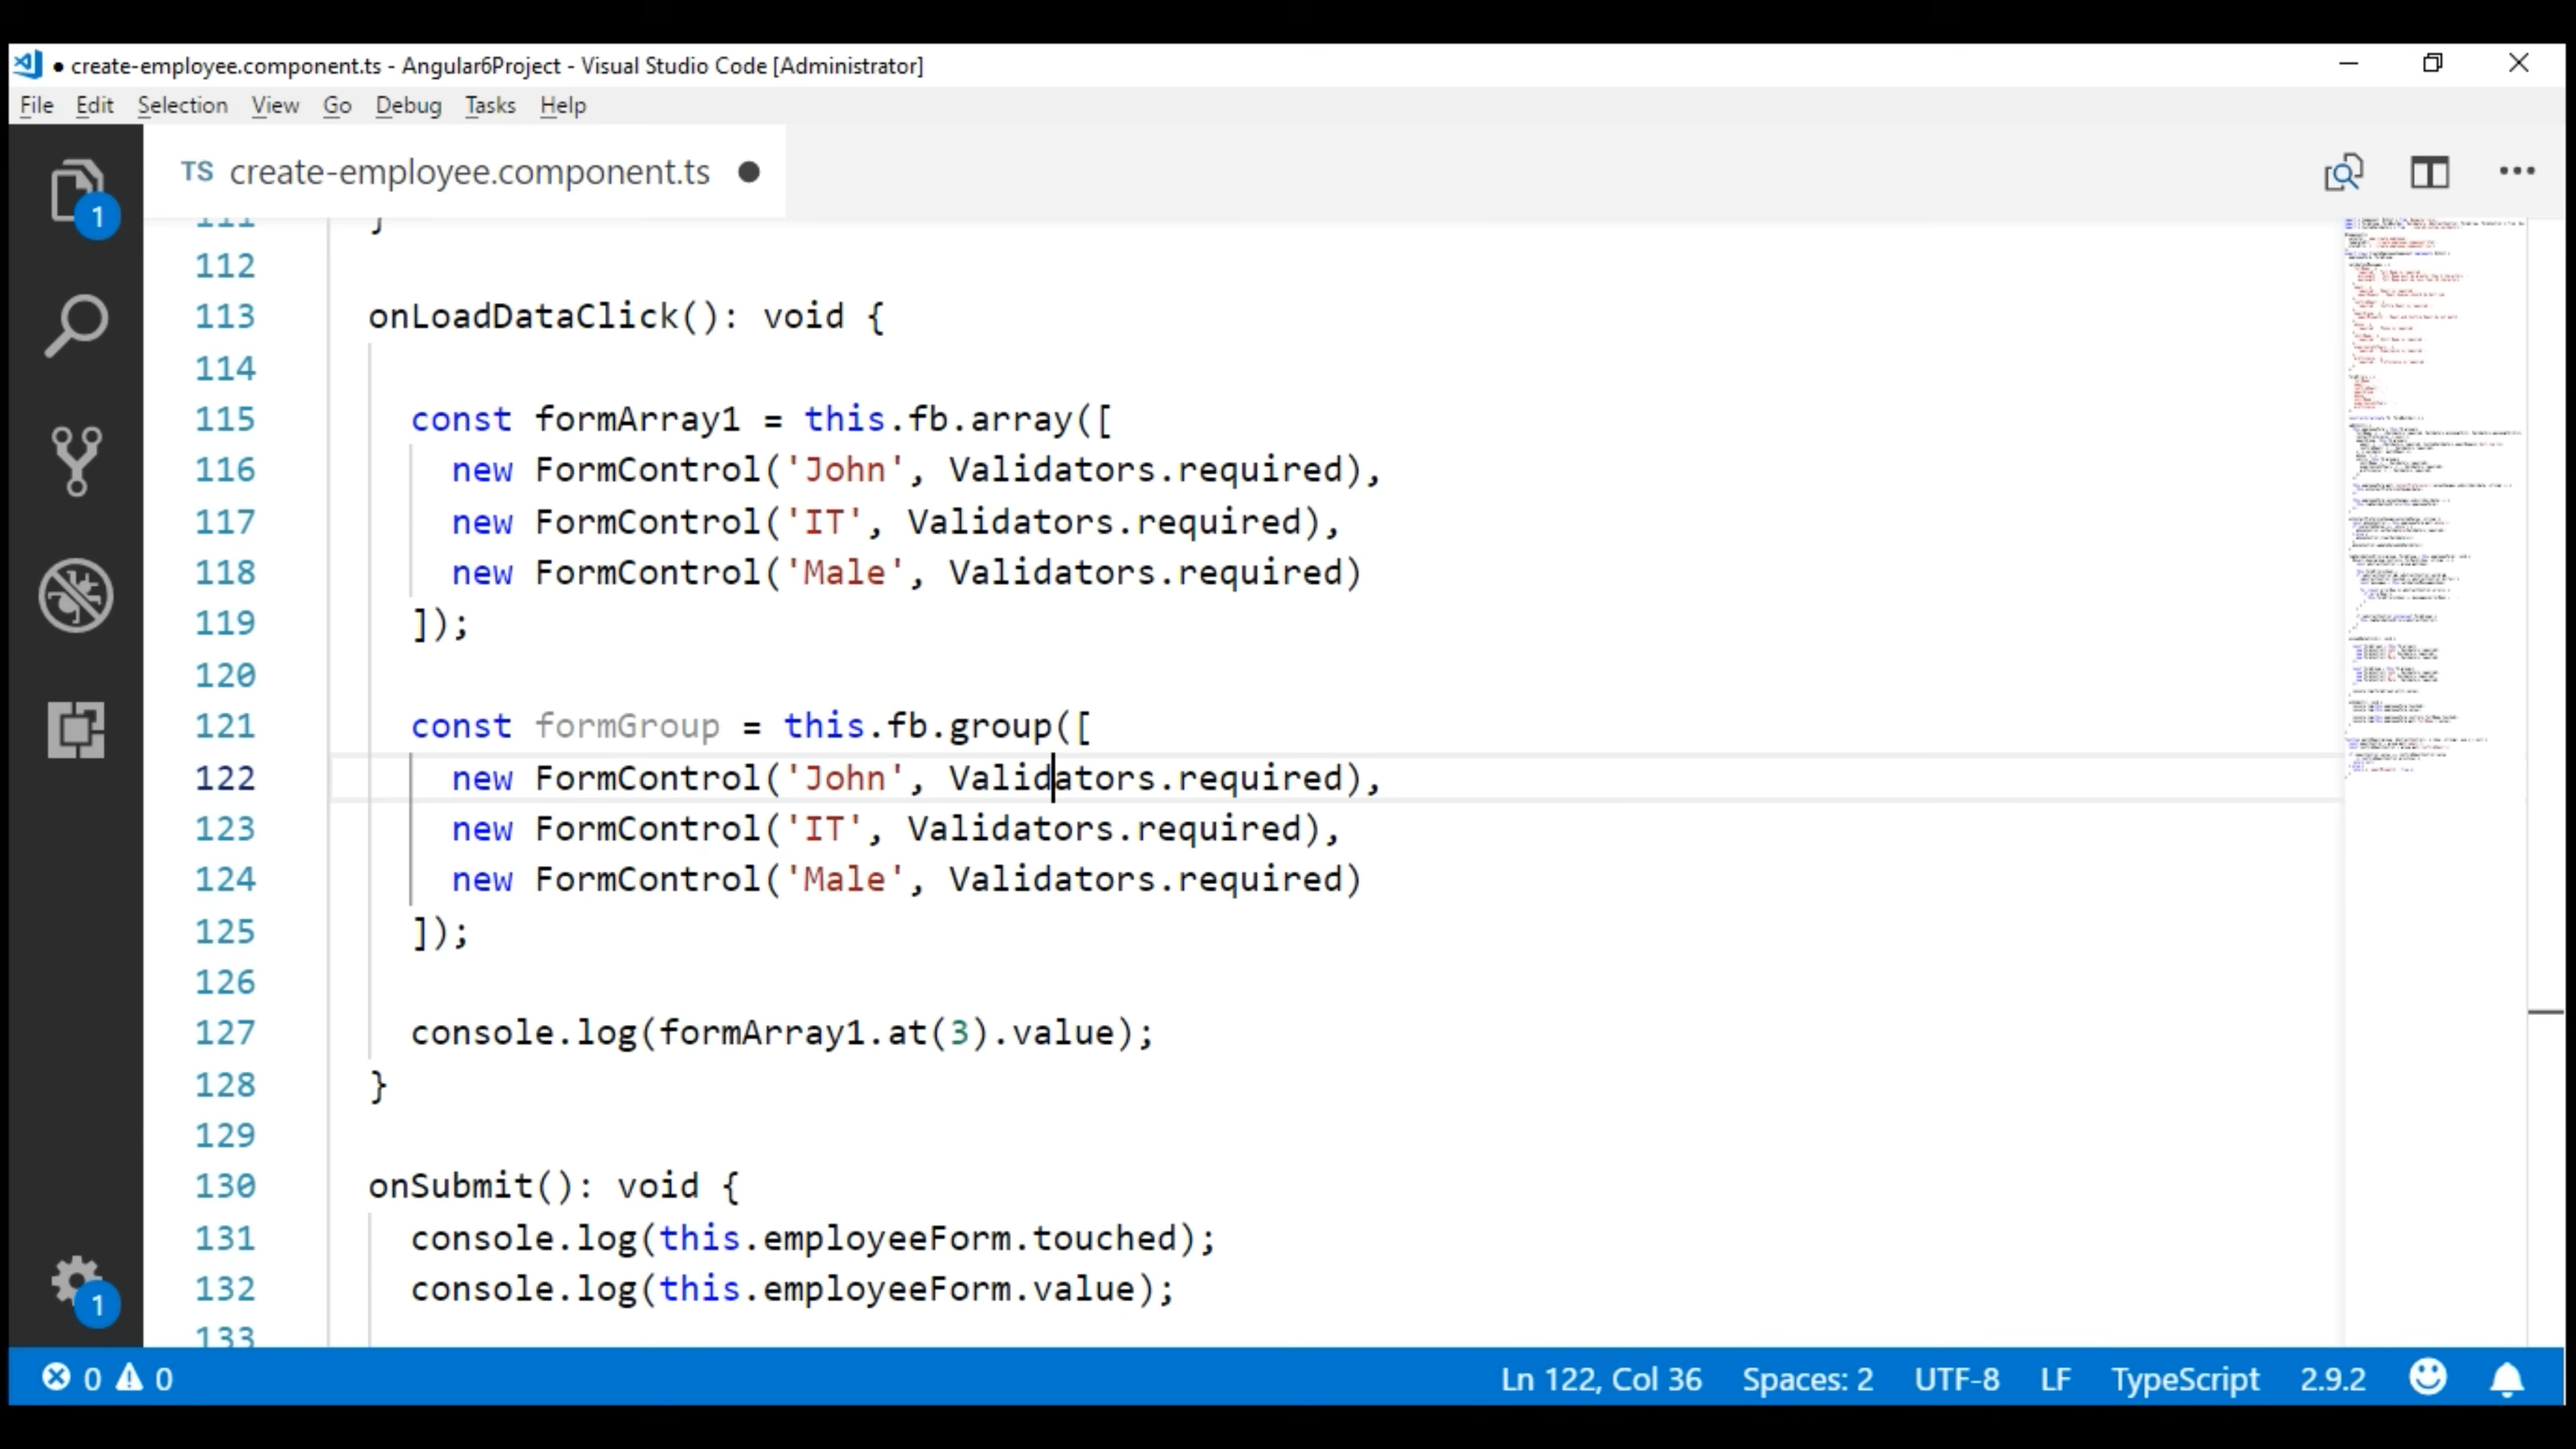 create-employee.component.ts - Angular6Project - Visual Studio Code [Administrator]
File Edit Selection View Go Debug Tasks Help
TS create-employee.component.ts
1
111 }
112
113 onLoadDataClick(): void {
114
115 const formArray1 = this.fb.array([
116 new FormControl('John', Validators.required),
117 new FormControl('IT', Validators.required),
118 new FormControl('Male', Validators.required)
119 ]);
120
121 const formGroup = this.fb.group([
122 new FormControl('John', Validators.required),
123 new FormControl('IT', Validators.required),
124 new FormControl('Male', Validators.required)
125 ]);
126
127 console.log(formArray1.at(3).value);
128 }
129
130 onSubmit(): void {
131 console.log(this.employeeForm.touched);
132 console.log(this.employeeForm.value);
1
133
0 0 Ln 122, Col 36 Spaces: 2 UTF-8 LF TypeScript 2.9.2